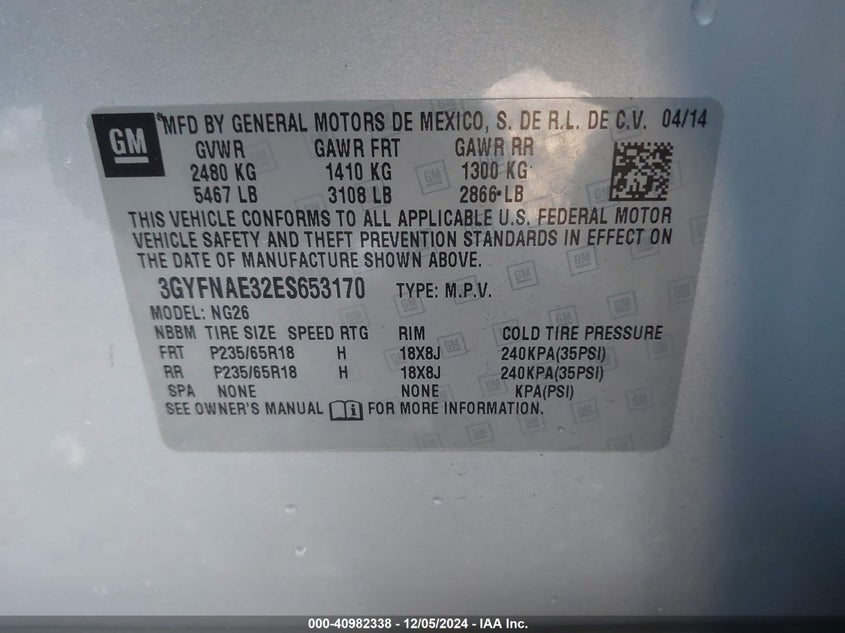 GM
MFD BY GENERAL MOTORS DE MEXICO, S. DE R.L. DE C.V. 04/14
GVWR GAWR FRT GAWR RR
2480 KG 1410 KG 1300 KG
5467 LB 3108 LB 2866 LB
THIS VEHICLE CONFORMS TO ALL APPLICABLE U.S. FEDERAL MOTOR
VEHICLE SAFETY AND THEFT PREVENTION STANDARDS IN EFFECT ON
THE DATE OF MANUFACTURE SHOWN ABOVE.
3GYFNAE32ES653170 TYPE: M.P.V.
MODEL: NG26
NBBM TIRE SIZE SPEED RTG RIM COLD TIRE PRESSURE
FRT P235/65R18 H 18X8J 240KPA(35PSI)
RR P235/65R18 H 18X8J 240KPA(35PSI)
SPA NONE NONE KPA(PSI)
SEE OWNER'S MANUAL FOR MORE INFORMATION.
000-40982338 - 12/05/2024 - IAA Inc.